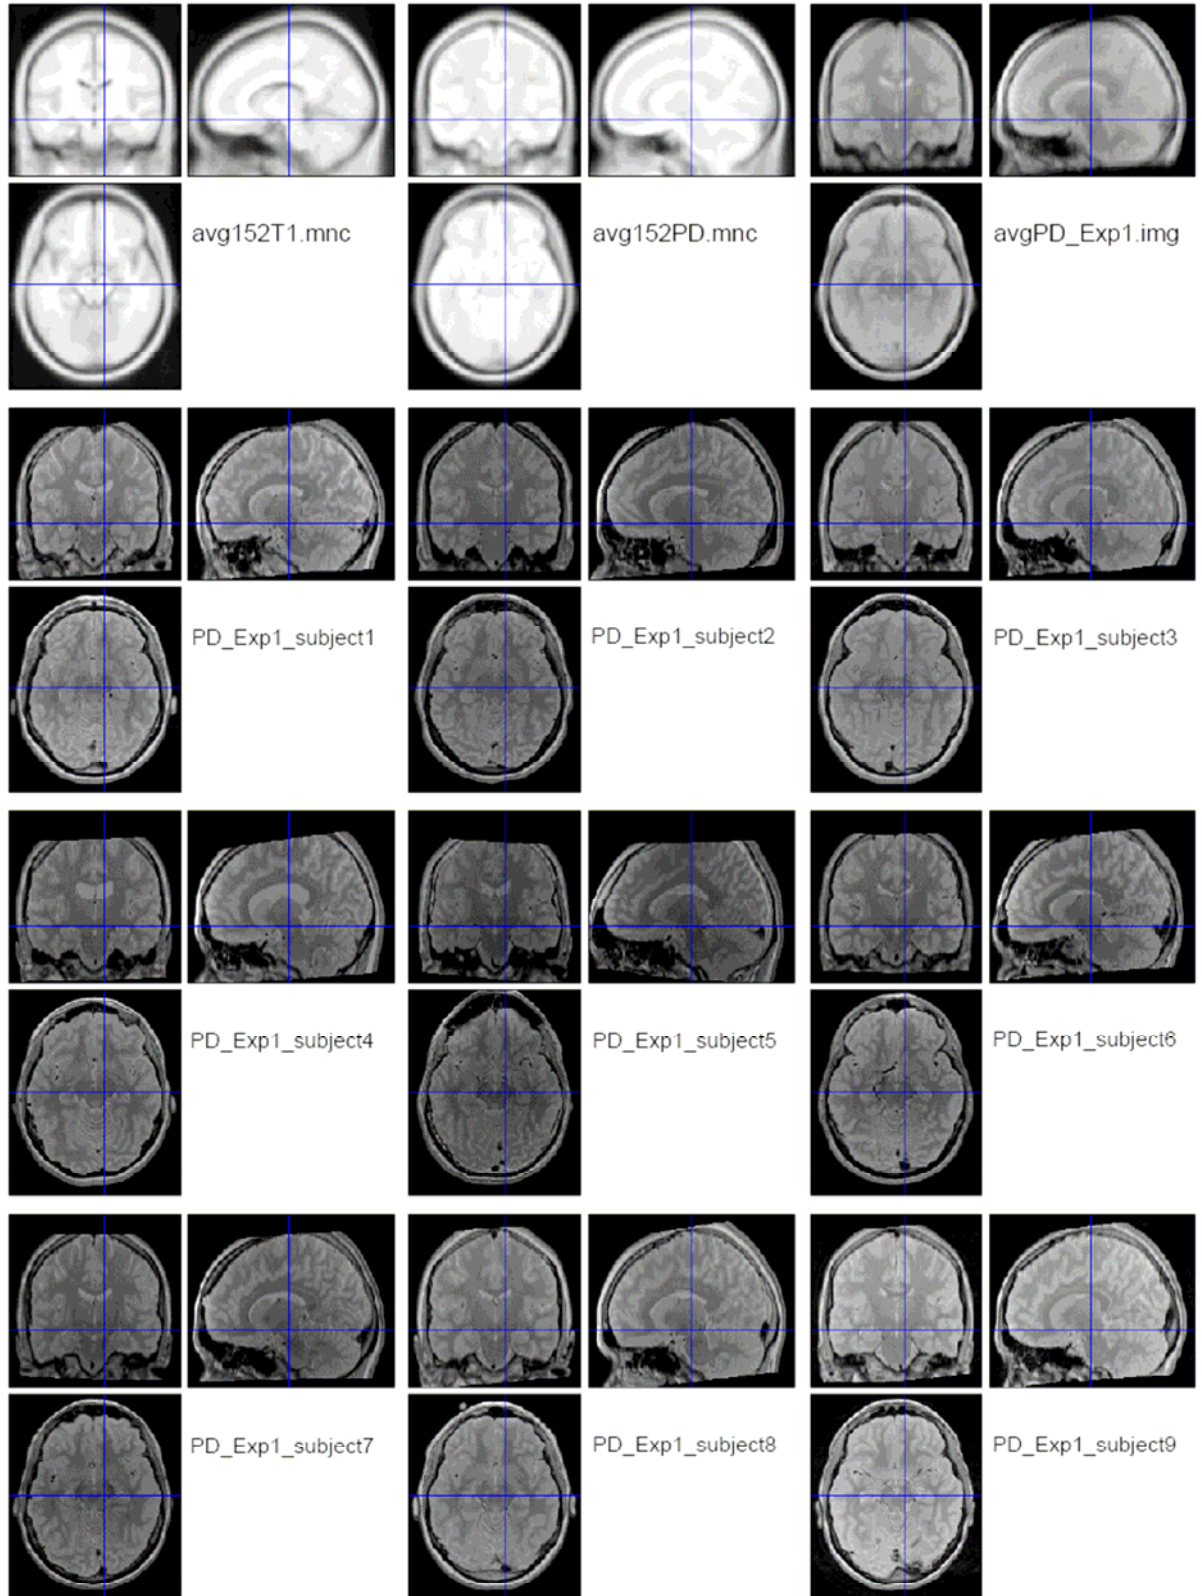 avg152T1.mnc
avg152PD.mnc
avgPD_Exp1.img
PD_Exp1_subject1
PD_Exp1_subject2
PD_Exp1_subject3
PD_Exp1_subject4
PD_Exp1_subject5
PD_Exp1_subject6
PD_Exp1_subject7
PD_Exp1_subject8
PD_Exp1_subject9